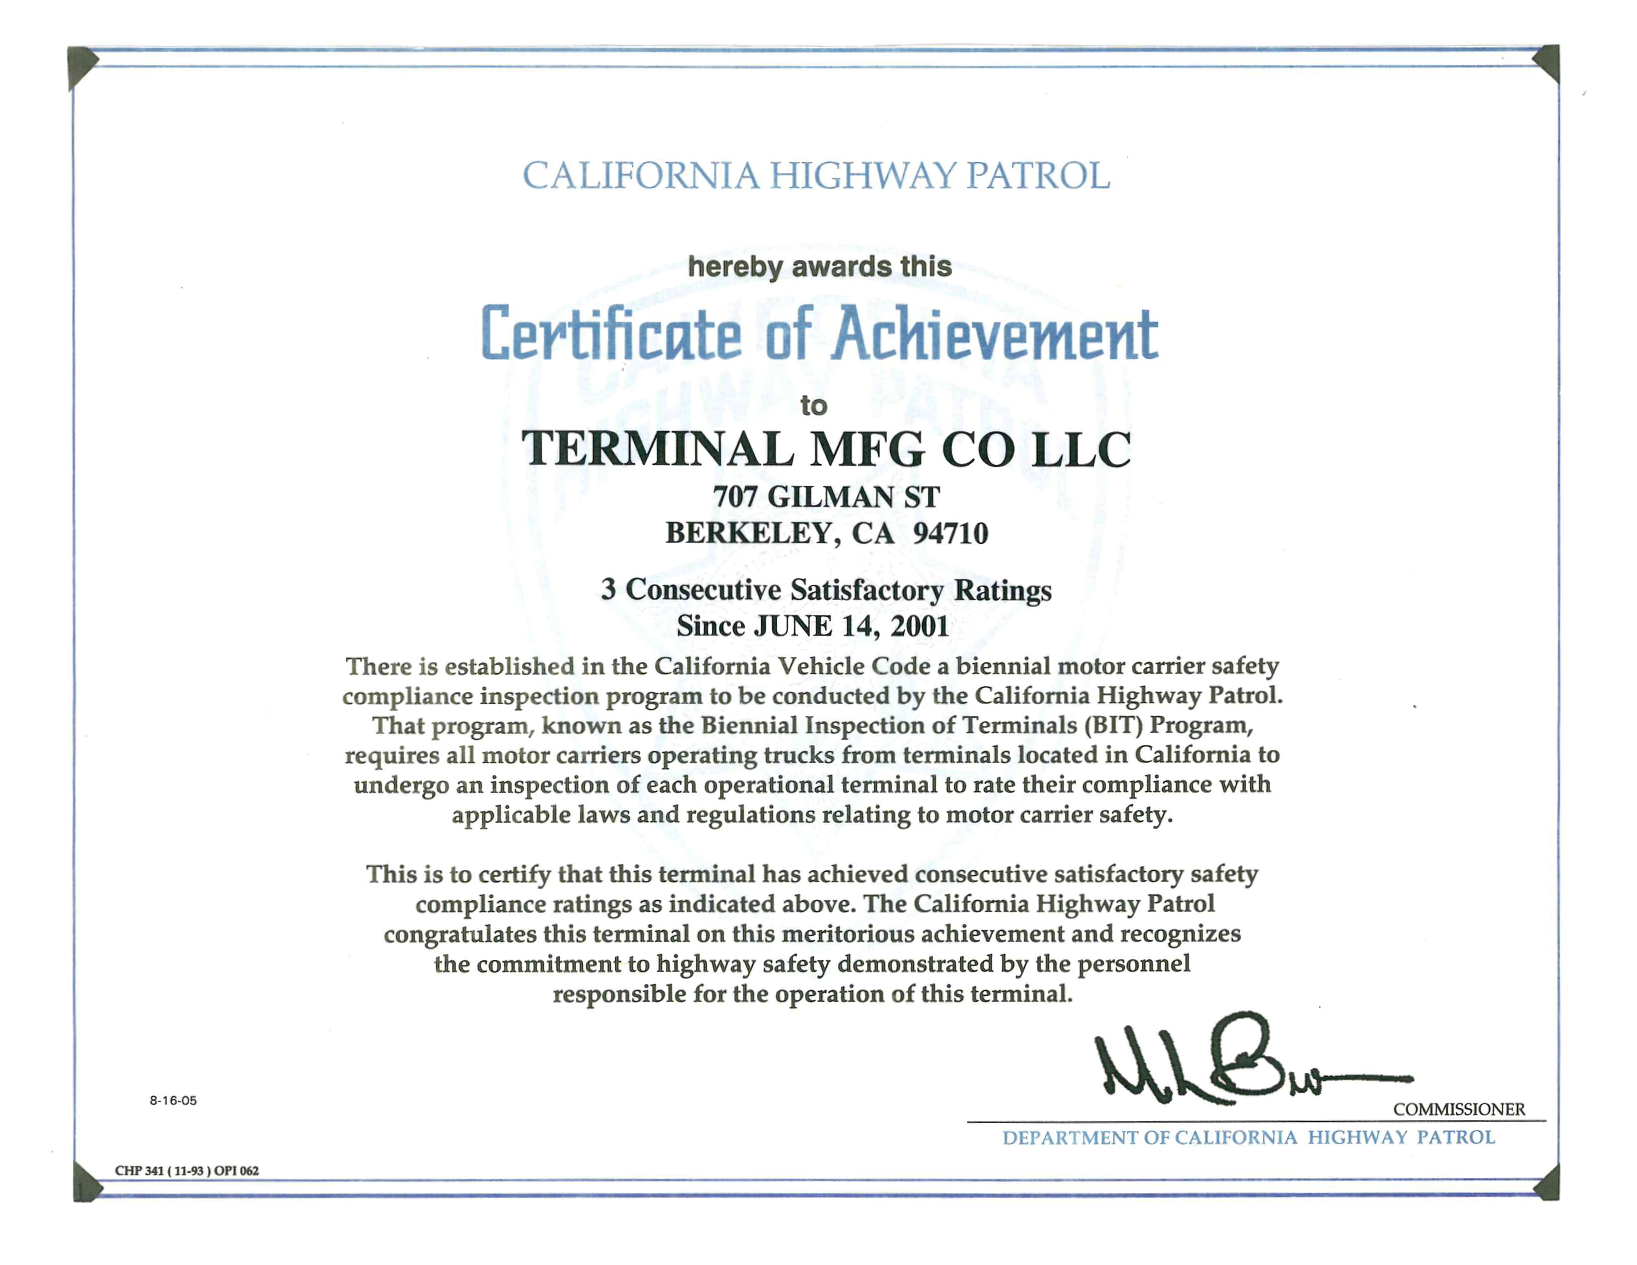 CALIFORNIA HIGHWAY PATROL
hereby awards this
Certificate of Achievement
to
TERMINAL MFG CO LLC
707 GILMAN ST
BERKELEY, CA 94710
3 Consecutive Satisfactory Ratings
Since JUNE 14, 2001
There is established in the California Vehicle Code a biennial motor carrier safety
compliance inspection program to be conducted by the California Highway Patrol.
That program, known as the Biennial Inspection of Terminals (BIT) Program,
requires all motor carriers operating trucks from terminals located in California to
undergo an inspection of each operational terminal to rate their compliance with
applicable laws and regulations relating to motor carrier safety.
This is to certify that this terminal has achieved consecutive satisfactory safety
compliance ratings as indicated above. The California Highway Patrol
congratulates this terminal on this meritorious achievement and recognizes
the commitment to highway safety demonstrated by the personnel
responsible for the operation of this terminal.
8-16-05
COMMISSIONER
DEPARTMENT OF CALIFORNIA HIGHWAY PATROL
CHP 341 ( 11-93 ) OPI 062